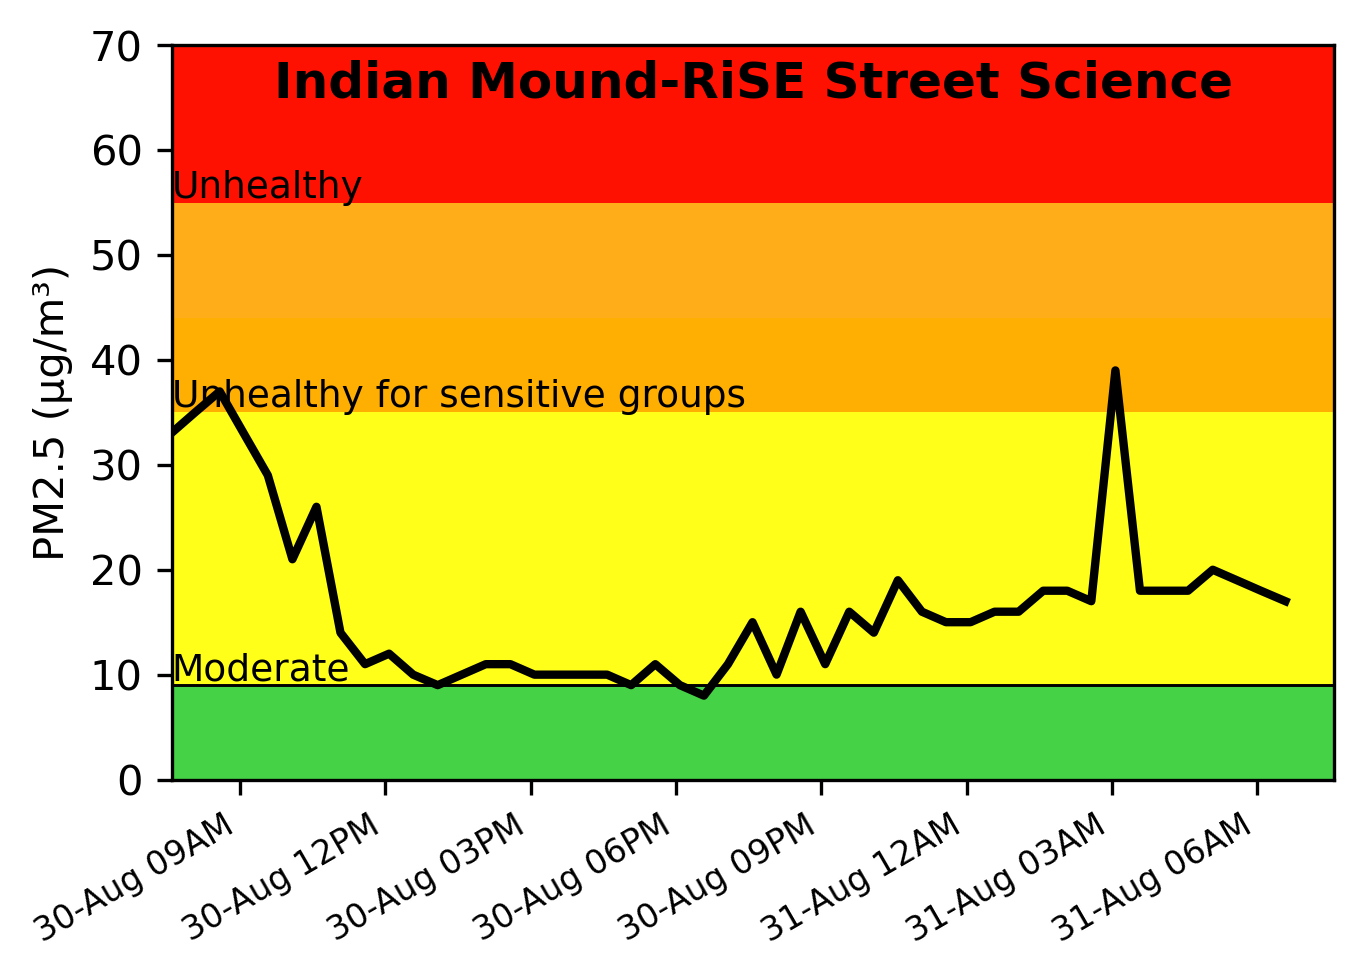 Indian Mound-RiSE Street Science
70
60
50
40
30
20
10
0
PM2.5 (µg/m³)
Unhealthy
Unhealthy for sensitive groups
Moderate
30-Aug 09AM
30-Aug 12PM
30-Aug 03PM
30-Aug 06PM
30-Aug 09PM
31-Aug 12AM
31-Aug 03AM
31-Aug 06AM